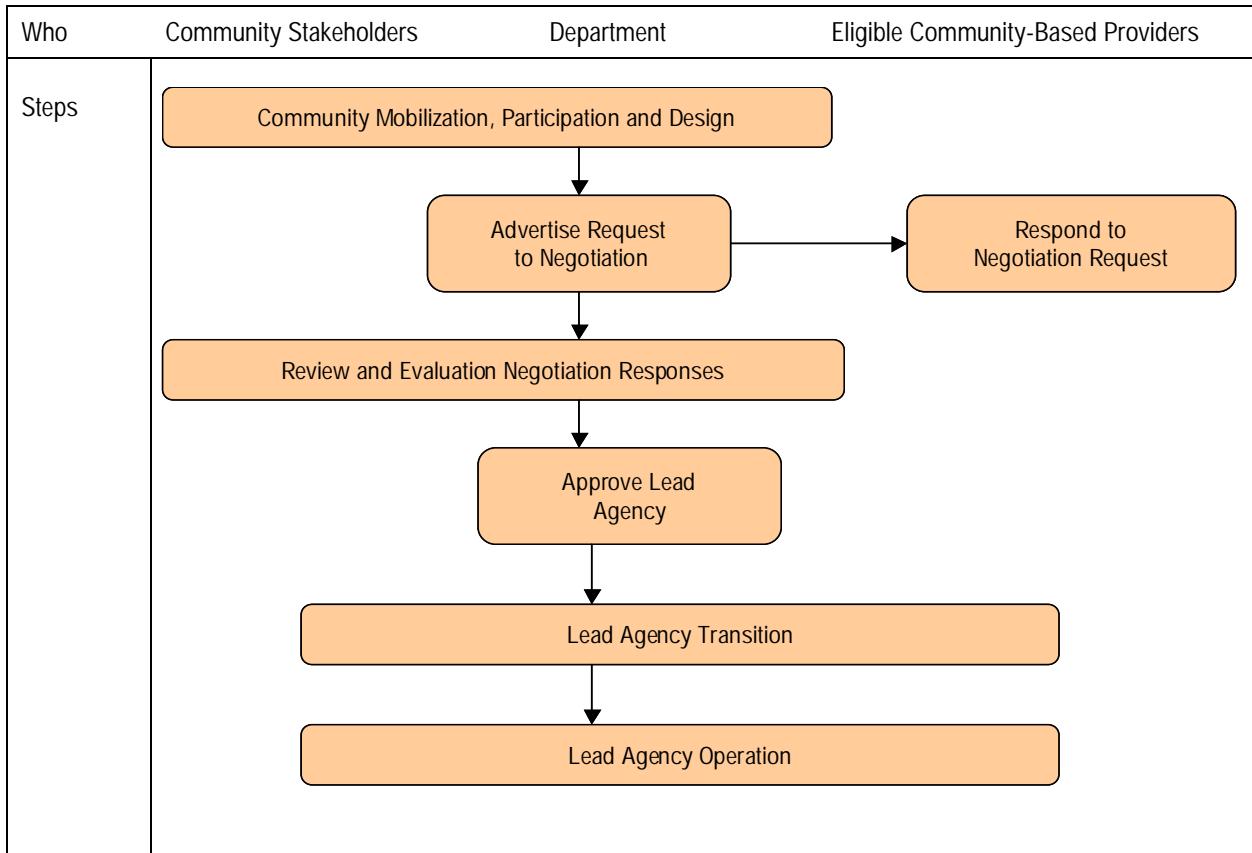 Who Community Stakeholders Department Eligible Community-Based Providers
Steps
Community Mobilization, Participation and Design
Advertise Request
to Negotiation
Respond to
Negotiation Request
Review and Evaluation Negotiation Responses
Approve Lead
Agency
Lead Agency Transition
Lead Agency Operation